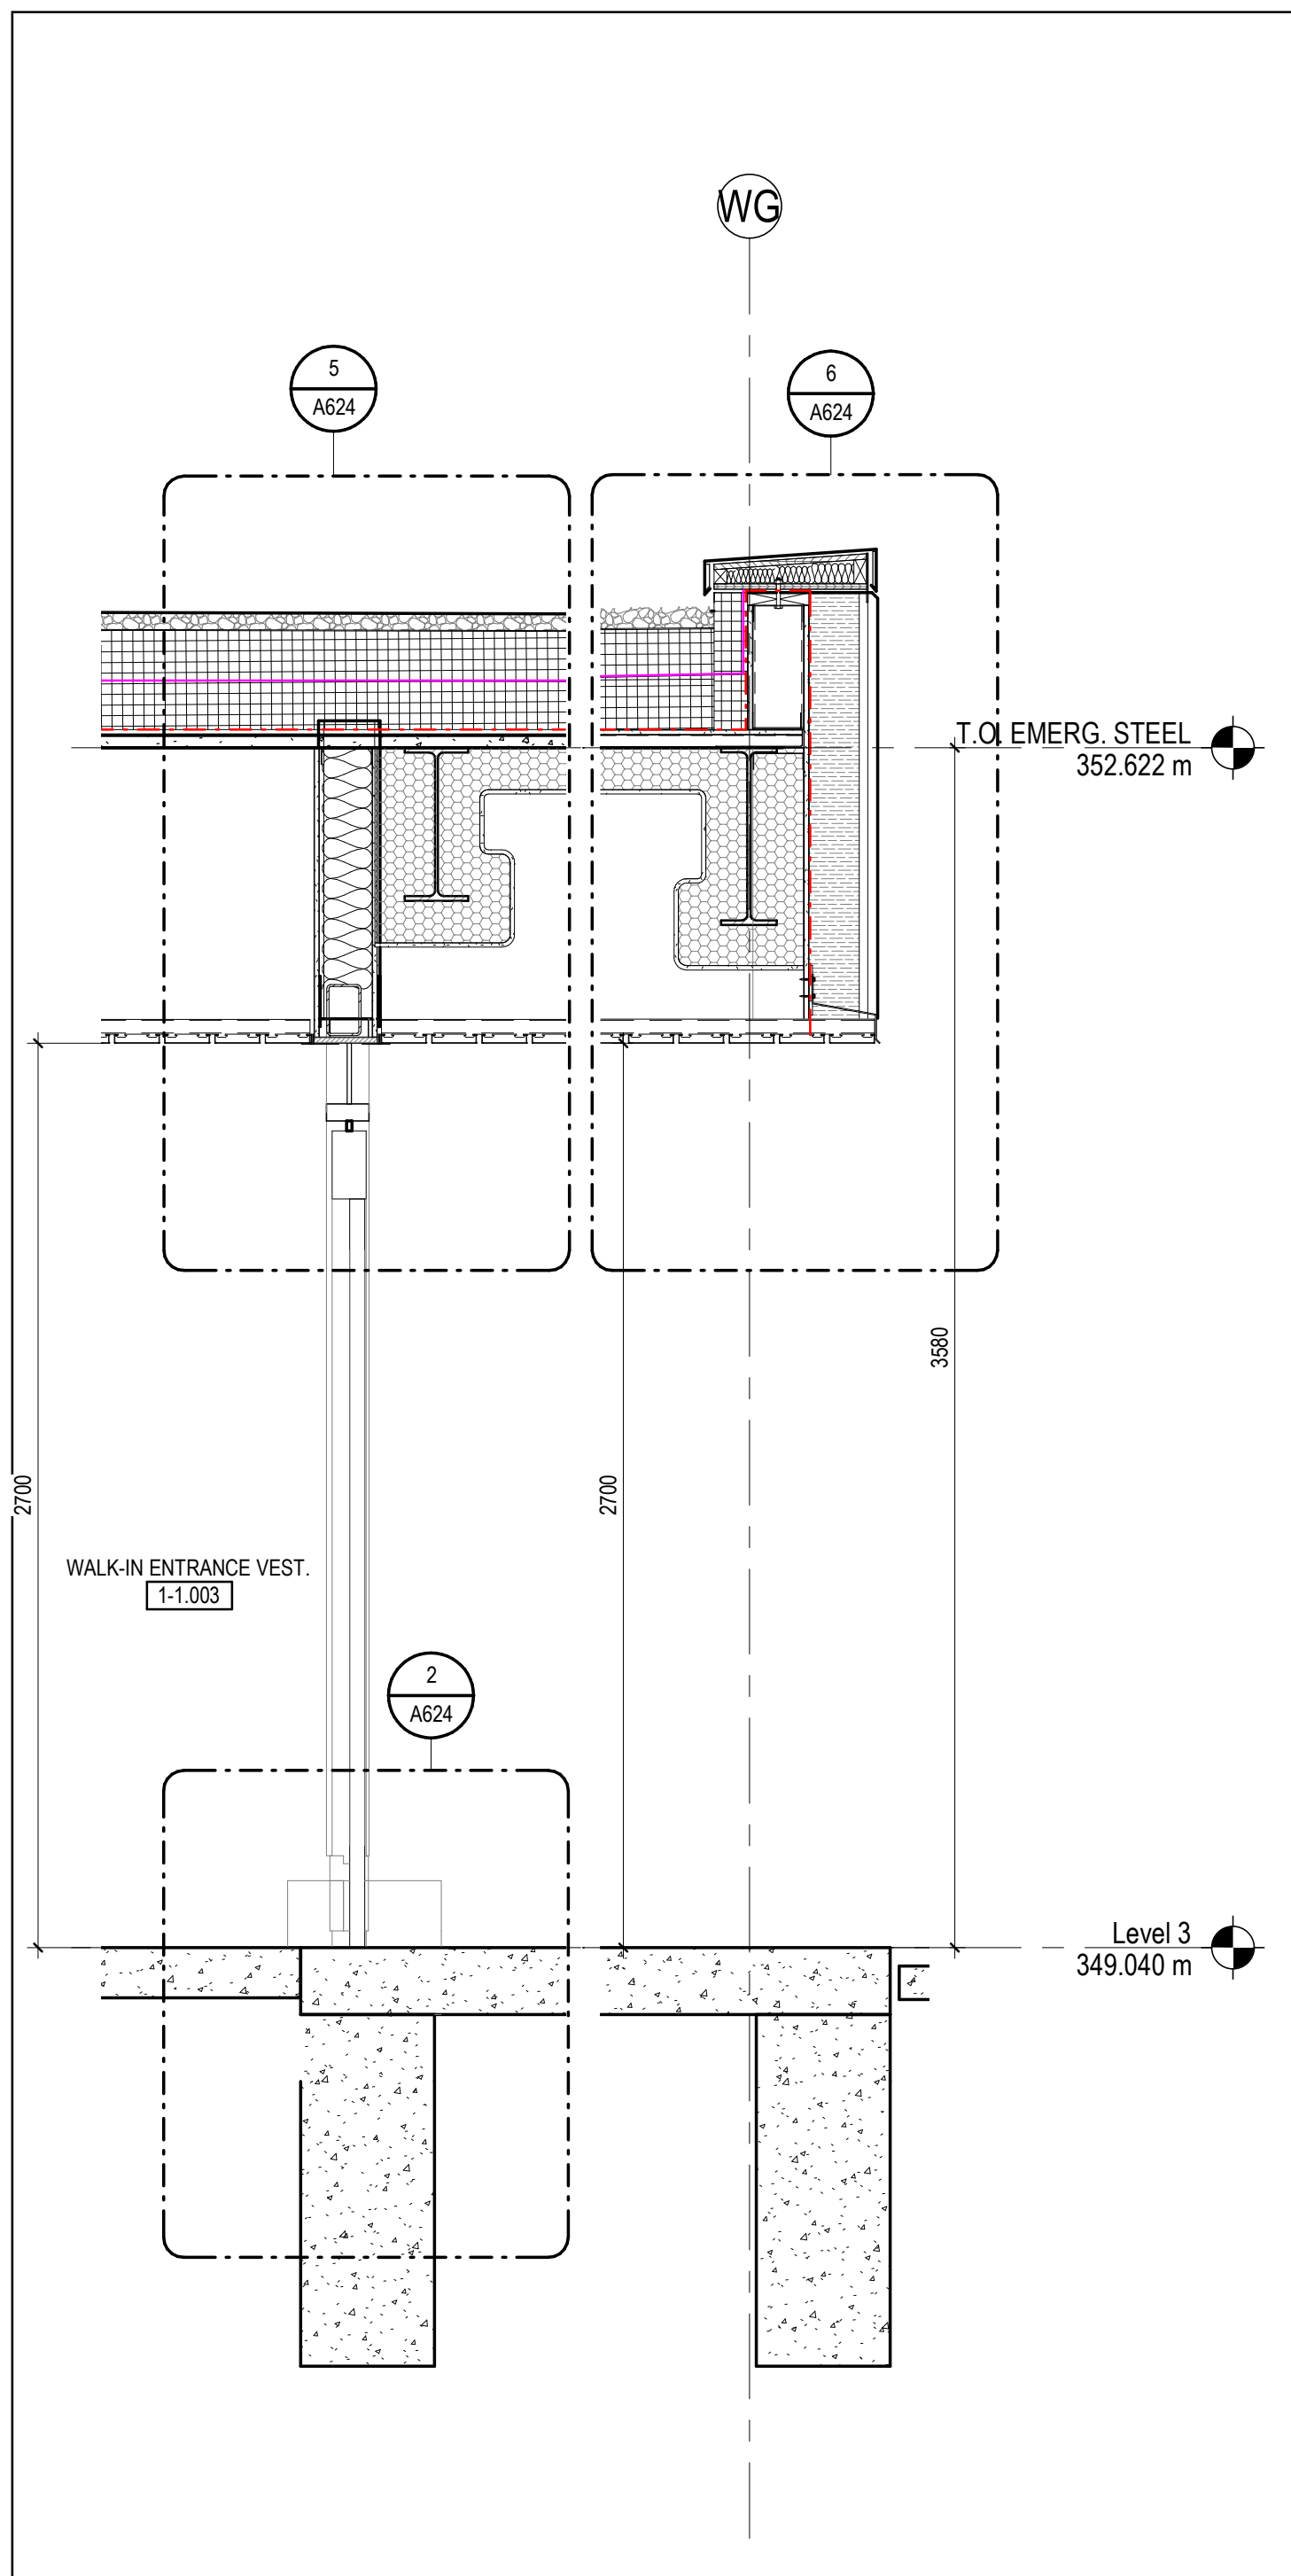 WG
5
A624
6
A624
T.O. EMERG. STEEL
352.622 m
3580
2700
2700
WALK-IN ENTRANCE VEST.
1-1.003
2
A624
Level 3
349.040 m